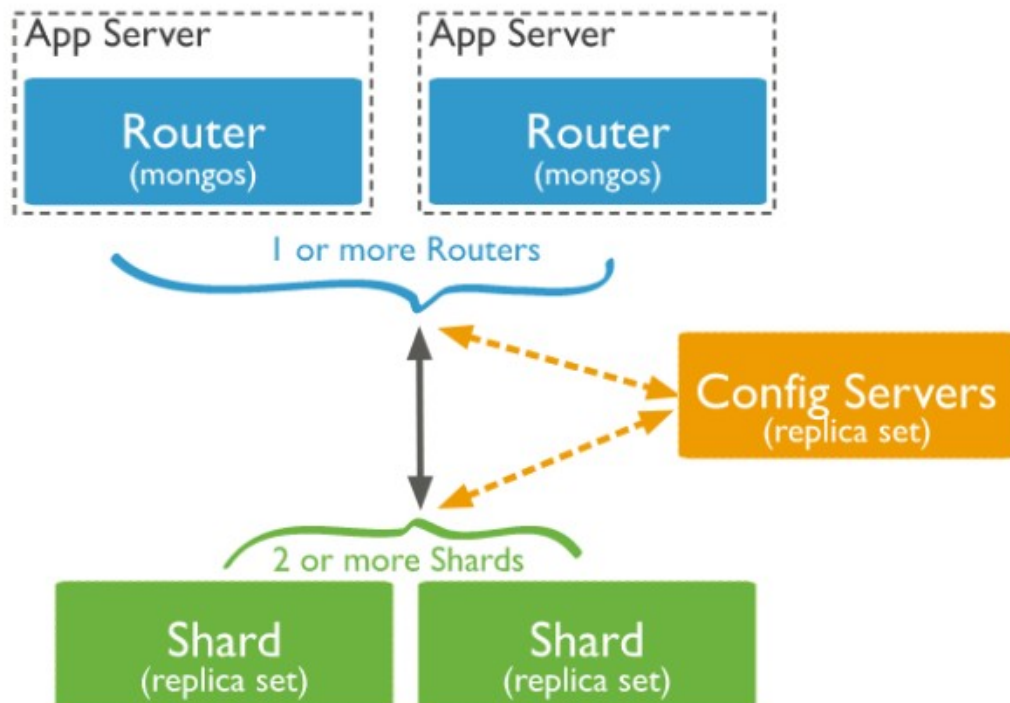 App Server
App Server
Router
(mongos)
Router
(mongos)
1 or more Routers
Config Servers
(replica set)
2 or more Shards
Shard
(replica set)
Shard
(replica set)